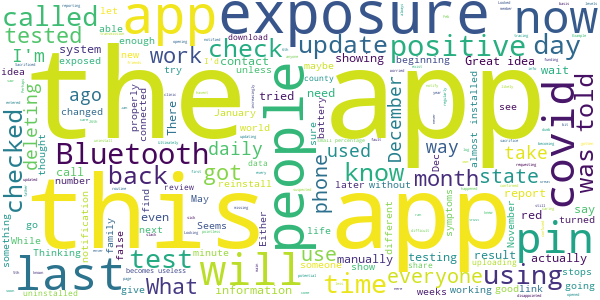 called
app
exposure
now
tested
let
able
enough
download
I'm
system
exposed
check
update
positive
day
I'd
contact
unless
maybe
county
showing
beginning
Great idea
idea
work
try
There
ago
changed
deleting
the app
tried
need
battery
sure
December
see
wait
covid
told
was
almost installed
properly
connected
new
January
world
Bluetooth
daily
used
way
take
checked
thought
number
call
back
got
data
reinstall
people
phone
know
month
state
report
something
go
notification
May
find
review
this app
later
without
Dec
red
turned
say
pin
While
Thinking
family
false
even
next
Seems
Either
life
manually
different
symptoms
testing
November
actually
last
test
minute
will
use
someone
show
share
result
link
uploading
stops
going
uninstalled
What
becomes useless
give
information
time
everyone
weeks
working
good
using
disappointed